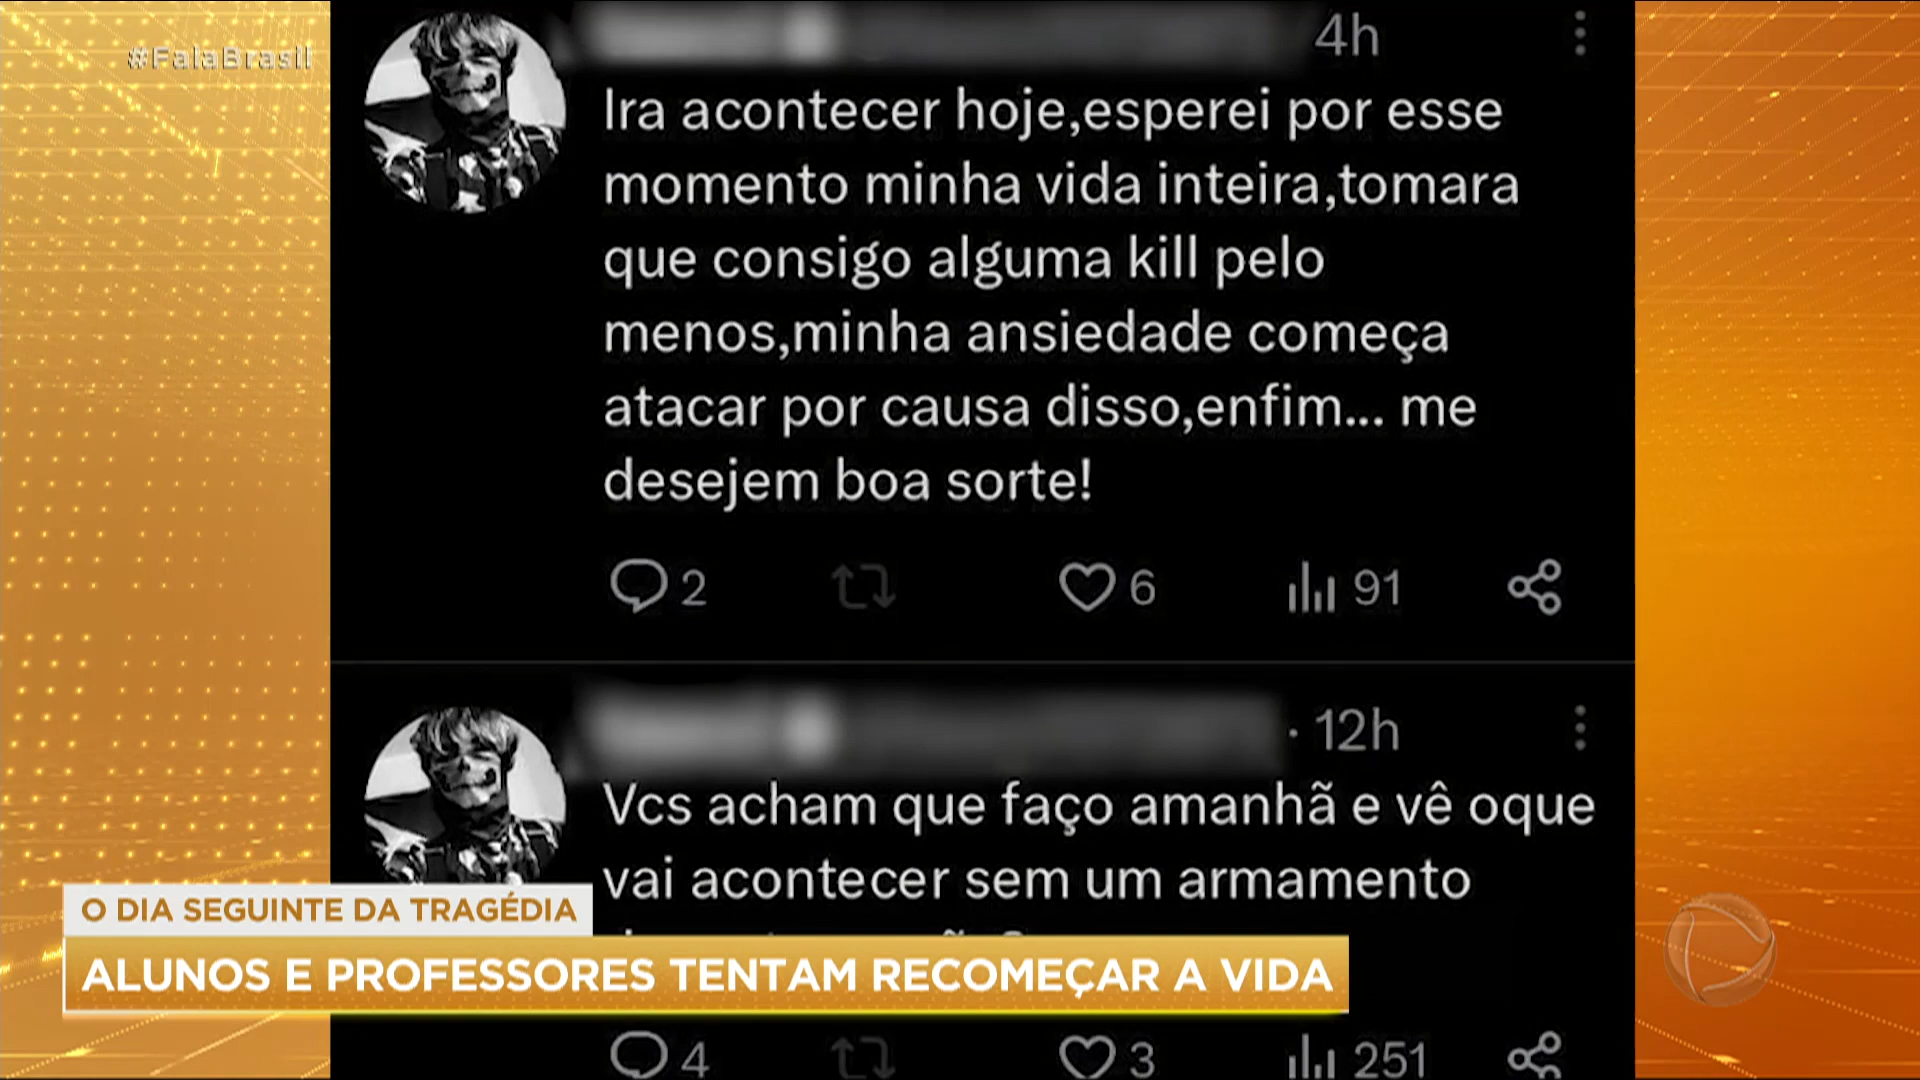 #FalaBrasil
4h
Ira acontecer hoje,esperei por esse
momento minha vida inteira,tomara
que consigo alguma kill pelo
menos,minha ansiedade começa
atacar por causa disso,enfim... me
desejem boa sorte!
2 6 91
· 12h
Vcs acham que faço amanhã e vê oque
vai acontecer sem um armamento
O DIA SEGUINTE DA TRAGÉDIA
ALUNOS E PROFESSORES TENTAM RECOMEÇAR A VIDA
4 3 251